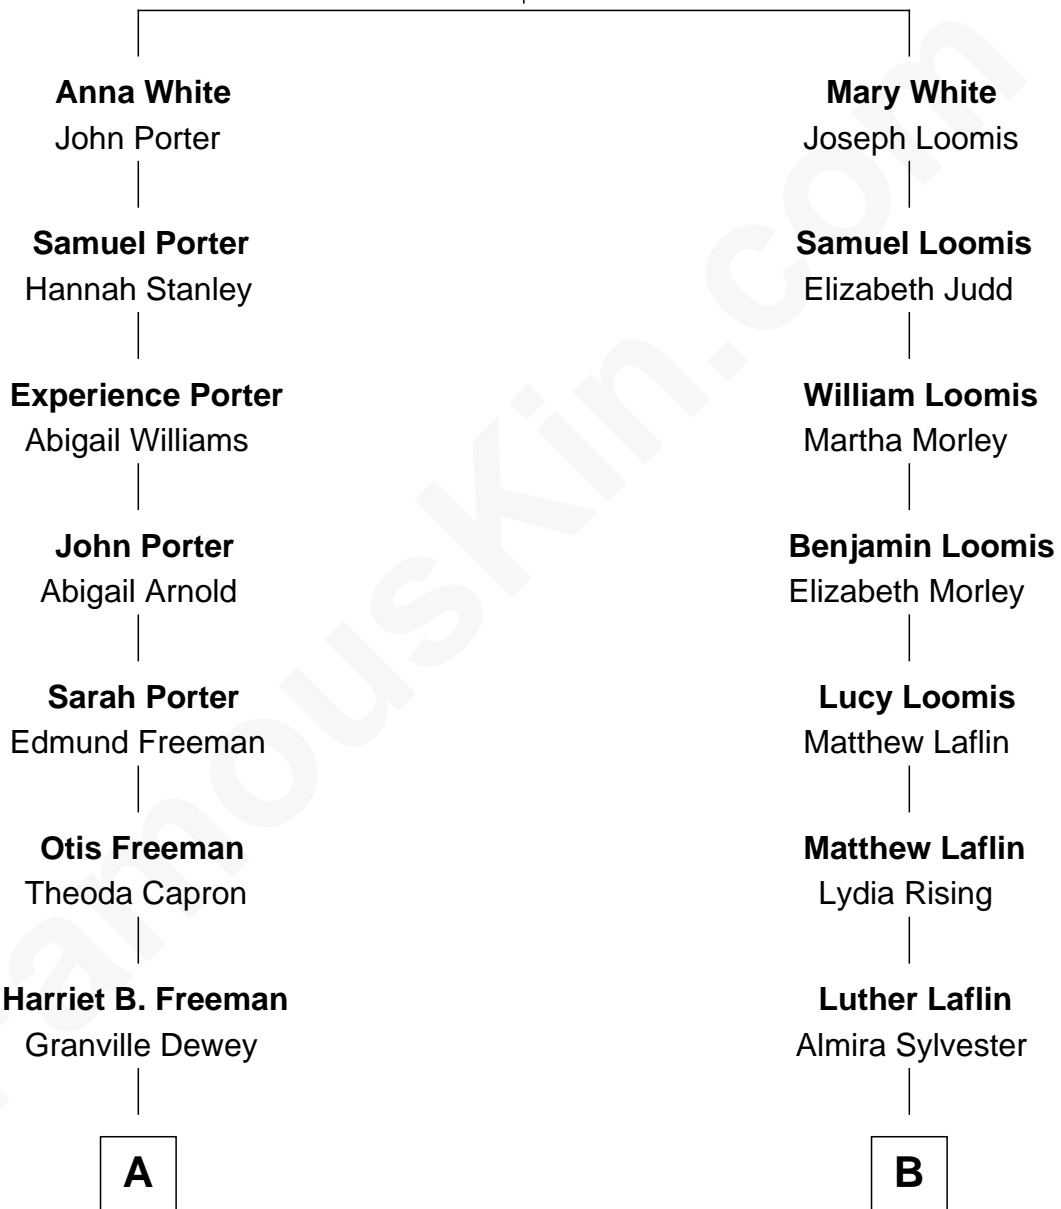 Anna White
John Porter
Mary White
Joseph Loomis
Samuel Porter
Hannah Stanley
Samuel Loomis
Elizabeth Judd
Experience Porter
Abigail Williams
William Loomis
Martha Morley
John Porter
Abigail Arnold
Benjamin Loomis
Elizabeth Morley
Sarah Porter
Edmund Freeman
Lucy Loomis
Matthew Laflin
Otis Freeman
Theoda Capron
Matthew Laflin
Lydia Rising
Harriet B. Freeman
Granville Dewey
Luther Laflin
Almira Sylvester
A
B
FamousKin.com